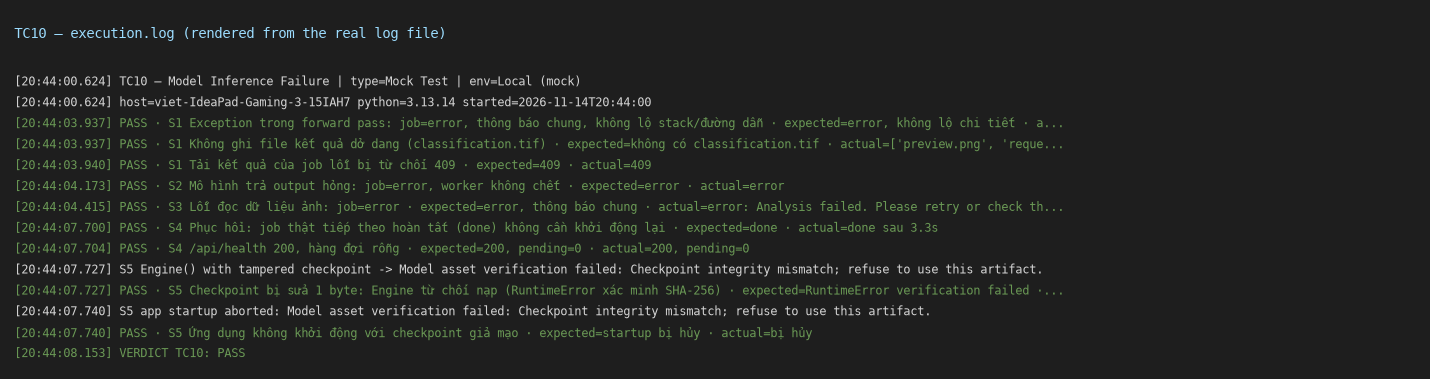 TC10 — execution.log (rendered from the real log file)
[20:44:00.624] TC10 — Model Inference Failure | type=Mock Test | env=Local (mock)
[20:44:00.624] host=viet-IdeaPad-Gaming-3-15IAH7 python=3.13.14 started=2026-11-14T20:44:00
[20:44:03.937] PASS · S1 Exception trong forward pass: job=error, thông báo chung, không lộ stack/đường dẫn · expected=error, không lộ chi tiết · a...
[20:44:03.937] PASS · S1 Không ghi file kết quả dở dang (classification.tif) · expected=không có classification.tif · actual=['preview.png', 'reque...
[20:44:03.940] PASS · S1 Tải kết quả của job lỗi bị từ chối 409 · expected=409 · actual=409
[20:44:04.173] PASS · S2 Mô hình trả output hỏng: job=error, worker không chết · expected=error · actual=error
[20:44:04.415] PASS · S3 Lỗi đọc dữ liệu ảnh: job=error · expected=error, thông báo chung · actual=error: Analysis failed. Please retry or check th...
[20:44:07.700] PASS · S4 Phục hồi: job thật tiếp theo hoàn tất (done) không cần khởi động lại · expected=done · actual=done sau 3.3s
[20:44:07.704] PASS · S4 /api/health 200, hàng đợi rỗng · expected=200, pending=0 · actual=200, pending=0
[20:44:07.727] S5 Engine() with tampered checkpoint -> Model asset verification failed: Checkpoint integrity mismatch; refuse to use this artifact.
[20:44:07.727] PASS · S5 Checkpoint bị sửa 1 byte: Engine từ chối nạp (RuntimeError xác minh SHA-256) · expected=RuntimeError verification failed ·...
[20:44:07.740] S5 app startup aborted: Model asset verification failed: Checkpoint integrity mismatch; refuse to use this artifact.
[20:44:07.740] PASS · S5 Ứng dụng không khởi động với checkpoint giả mạo · expected=startup bị hủy · actual=bị hủy
[20:44:08.153] VERDICT TC10: PASS